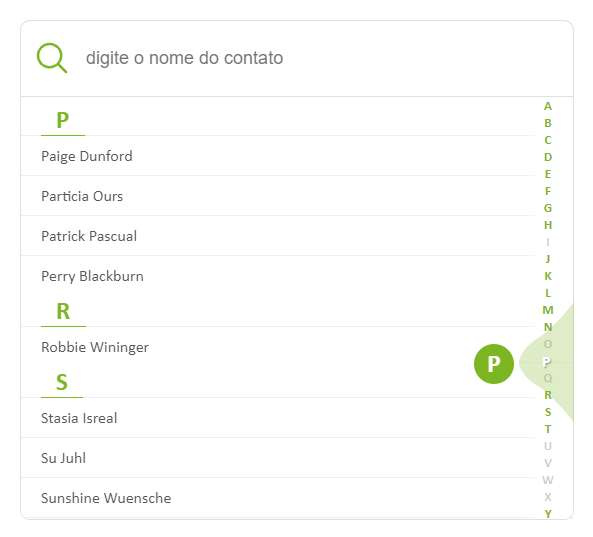 digite o nome do contato
P
Paige Dunford
Particia Ours
Patrick Pascual
Perry Blackburn
R
Robbie Wininger
S
Stasia Isreal
Su Juhl
Sunshine Wuensche
P
A
B
C
D
E
F
G
H
I
J
K
L
M
N
O
P
Q
R
S
T
U
V
W
X
Y